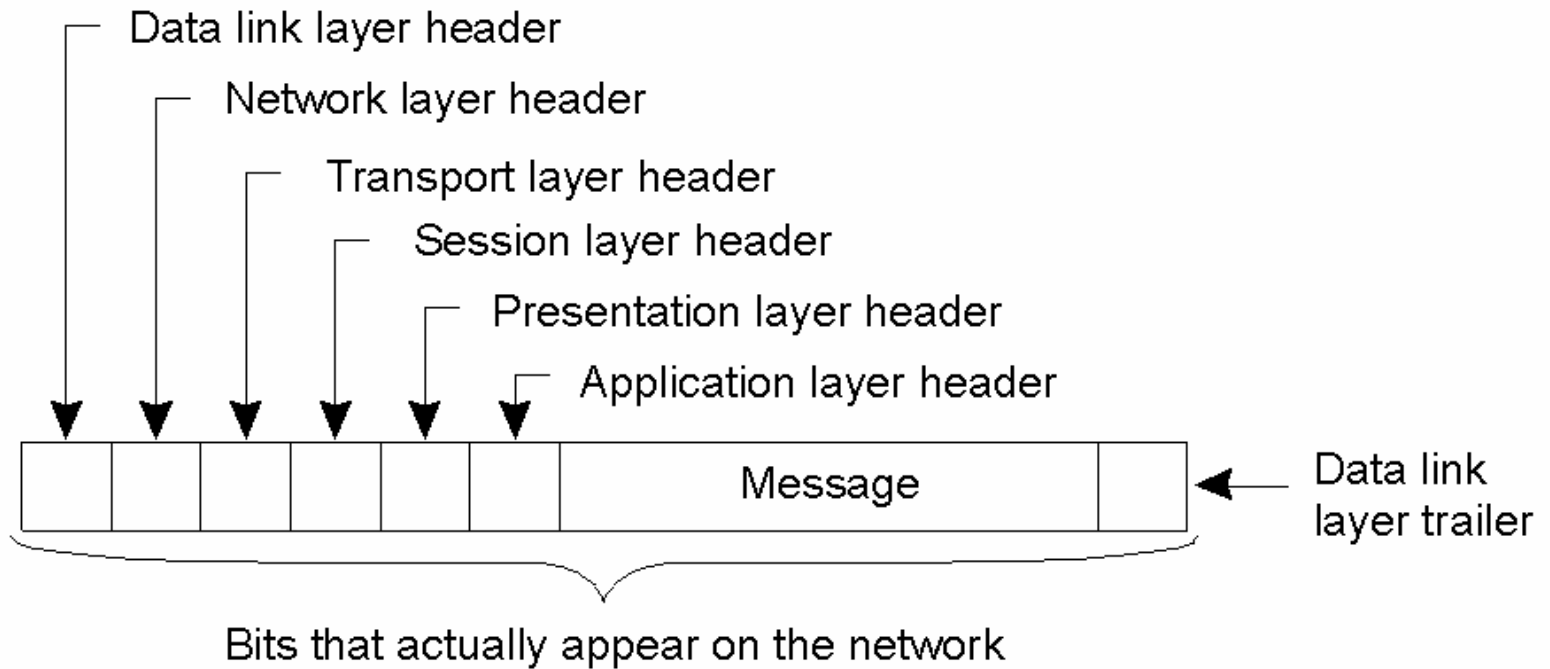 Data link layer header
Network layer header
Transport layer header
Session layer header
Presentation layer header
Application layer header
Message
Data link
layer trailer
Bits that actually appear on the network